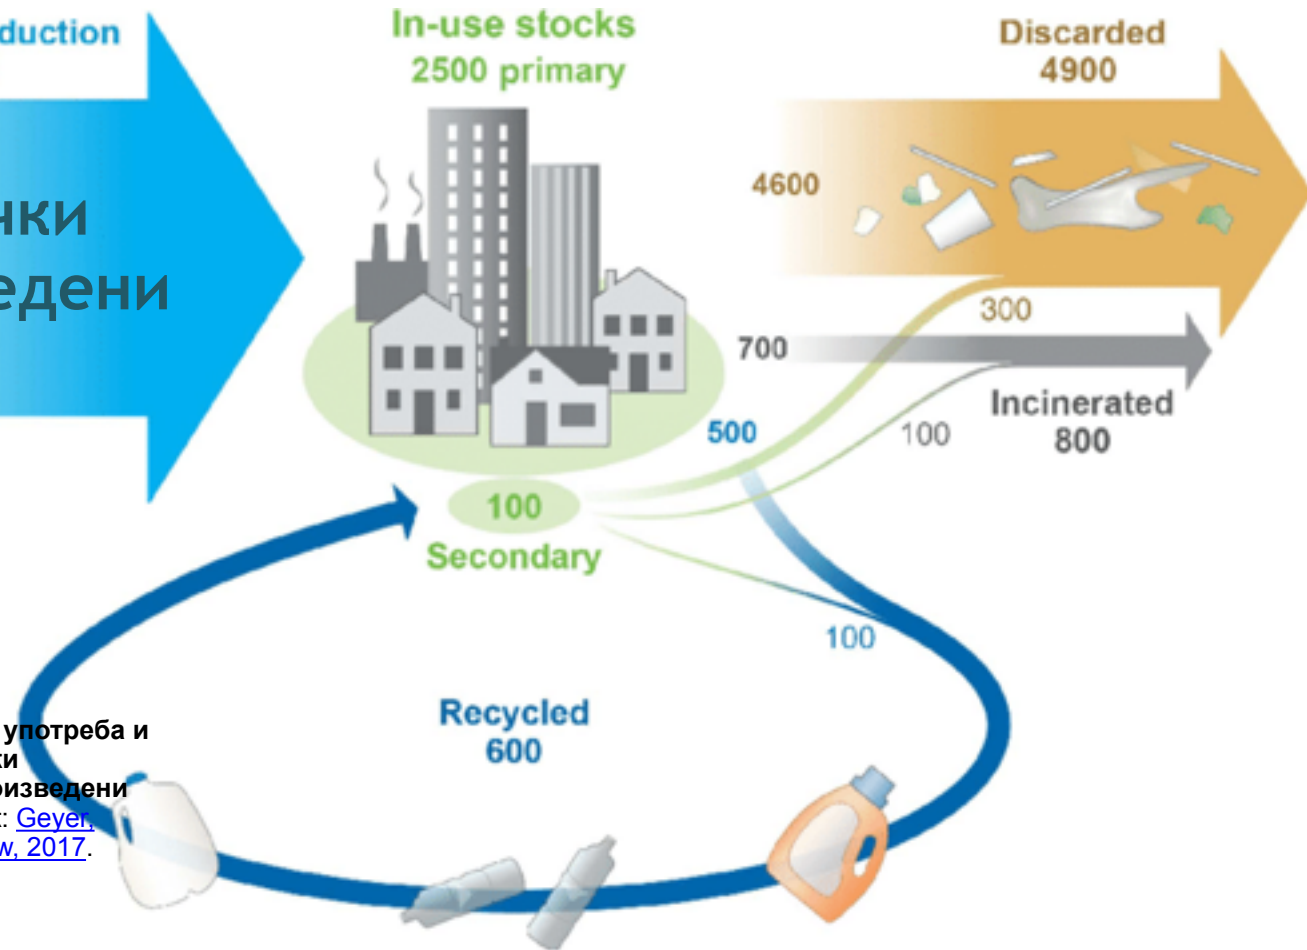 duction
In-use stocks
2500 primary
Discarded
4900
чки
едени
4600
300
700
Incinerated
800
500
100
100
Secondary
100
Recycled
600
употреба и
ки
оизведени
: Geyer,
w, 2017.